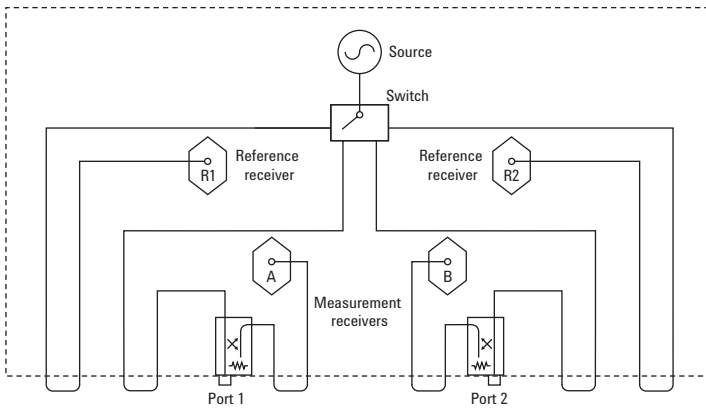 Source
Switch
Reference
receiver
R1
Reference
receiver
R2
A
B
Measurement
receivers
Port 1
Port 2